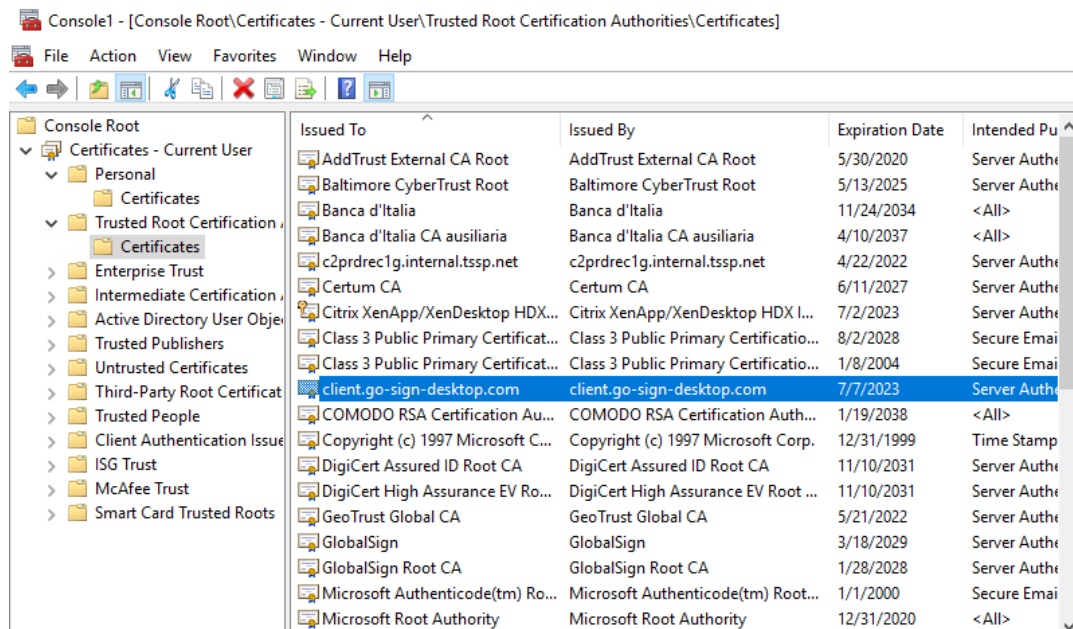 Console1 - [Console Root\Certificates - Current User\Trusted Root Certification Authorities\Certificates]
File Action View Favorites Window Help
Console Root
Certificates - Current User
Personal
Certificates
Trusted Root Certification
Certificates
Enterprise Trust
Intermediate Certification
Active Directory User Obje
Trusted Publishers
Untrusted Certificates
Third-Party Root Certificat
Trusted People
Client Authentication Issue
ISG Trust
McAfee Trust
Smart Card Trusted Roots
Issued To Issued By Expiration Date Intended Pu
AddTrust External CA Root AddTrust External CA Root 5/30/2020 Server Authe
Baltimore CyberTrust Root Baltimore CyberTrust Root 5/13/2025 Server Authe
Banca d'Italia Banca d'Italia 11/24/2034 <All>
Banca d'Italia CA ausiliaria Banca d'Italia CA ausiliaria 4/10/2037 <All>
c2prdrec1g.internal.tssp.net c2prdrec1g.internal.tssp.net 4/22/2022 Server Authe
Certum CA Certum CA 6/11/2027 Server Authe
Citrix XenApp/XenDesktop HDX... Citrix XenApp/XenDesktop HDX I... 7/2/2023 Server Authe
Class 3 Public Primary Certificat... Class 3 Public Primary Certificatio... 8/2/2028 Secure Emai
Class 3 Public Primary Certificat... Class 3 Public Primary Certificatio... 1/8/2004 Secure Emai
client.go-sign-desktop.com client.go-sign-desktop.com 7/7/2023 Server Authe
COMODO RSA Certification Au... COMODO RSA Certification Auth... 1/19/2038 <All>
Copyright (c) 1997 Microsoft C... Copyright (c) 1997 Microsoft Corp. 12/31/1999 Time Stamp
DigiCert Assured ID Root CA DigiCert Assured ID Root CA 11/10/2031 Server Authe
DigiCert High Assurance EV Ro... DigiCert High Assurance EV Root ... 11/10/2031 Server Authe
GeoTrust Global CA GeoTrust Global CA 5/21/2022 Server Authe
GlobalSign GlobalSign 3/18/2029 Server Authe
GlobalSign Root CA GlobalSign Root CA 1/28/2028 Server Authe
Microsoft Authenticode(tm) Ro... Microsoft Authenticode(tm) Root... 1/1/2000 Secure Emai
Microsoft Root Authority Microsoft Root Authority 12/31/2020 <All>